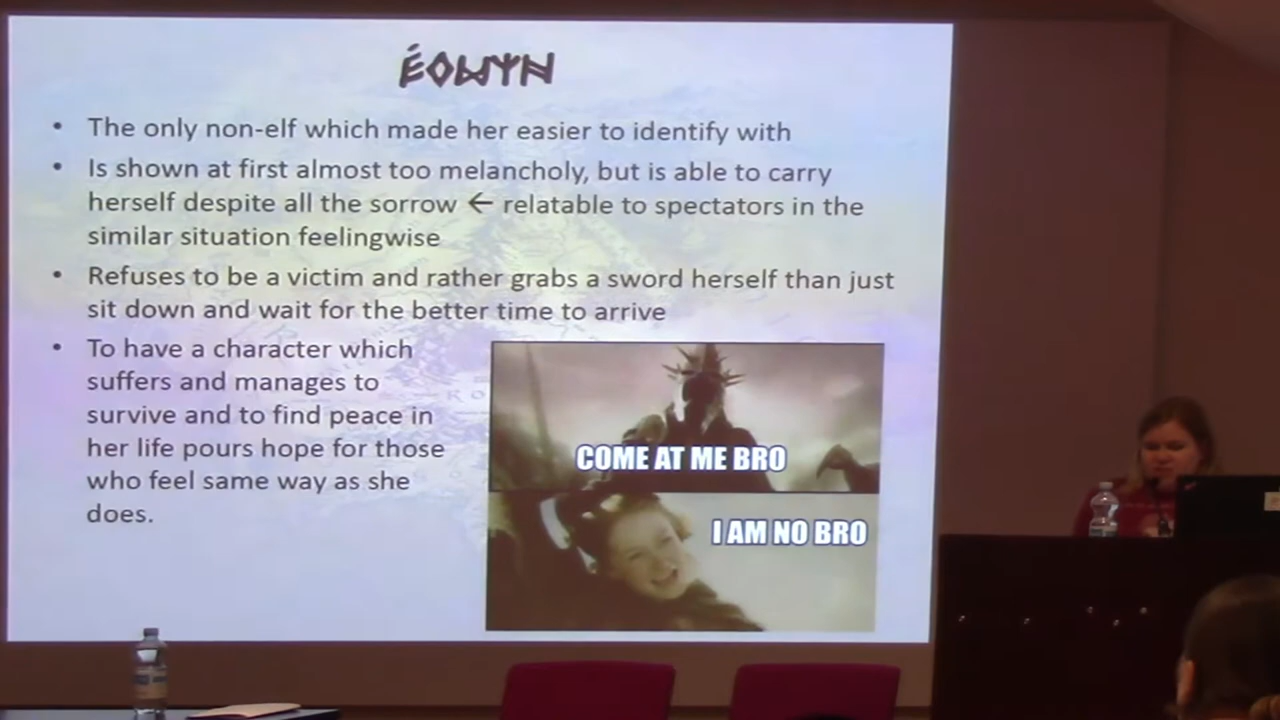 ÉOWYN
• The only non-elf which made her easier to identify with
• Is shown at first almost too melancholy, but is able to carry
herself despite all the sorrow ← relatable to spectators in the
similar situation feelingwise
• Refuses to be a victim and rather grabs a sword herself than just
sit down and wait for the better time to arrive
• To have a character which
suffers and manages to
survive and to find peace in
her life pours hope for those
who feel same way as she
does.
COME AT ME BRO
I AM NO BRO